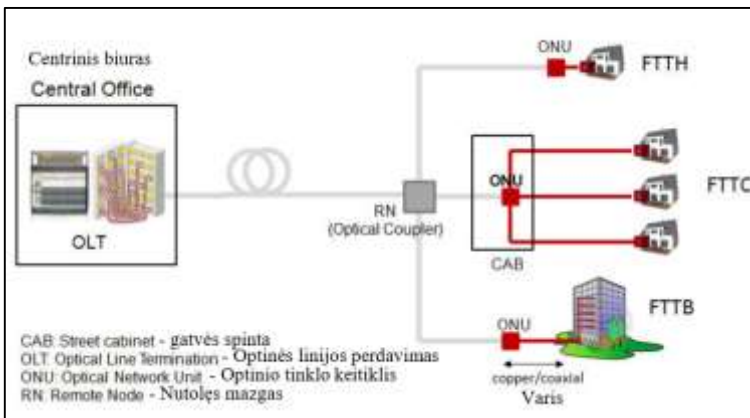 Centrinis biuras
Central Office
OLT
RN
(Optical Coupler)
ONU
FTTH
ONU
CAB
FTTC
ONU
FTTB
copper/coaxial
Varis
CAB: Street cabinet - gatvės spinta
OLT: Optical Line Termination - Optinės linijos perdavimas
ONU: Optical Network Unit - Optinio tinklo keitiklis
RN: Remote Node - Nutolęs mazgas